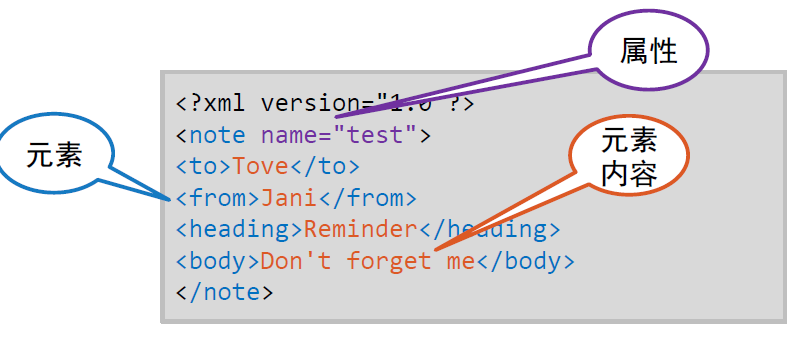 属性
<?xml version="1.0 ?>
<note name="test">
元素
<to>Tove</to>
元素
内容
<from>Jani</from>
<heading>Reminder</heading>
<body>Don't forget me</body>
</note>